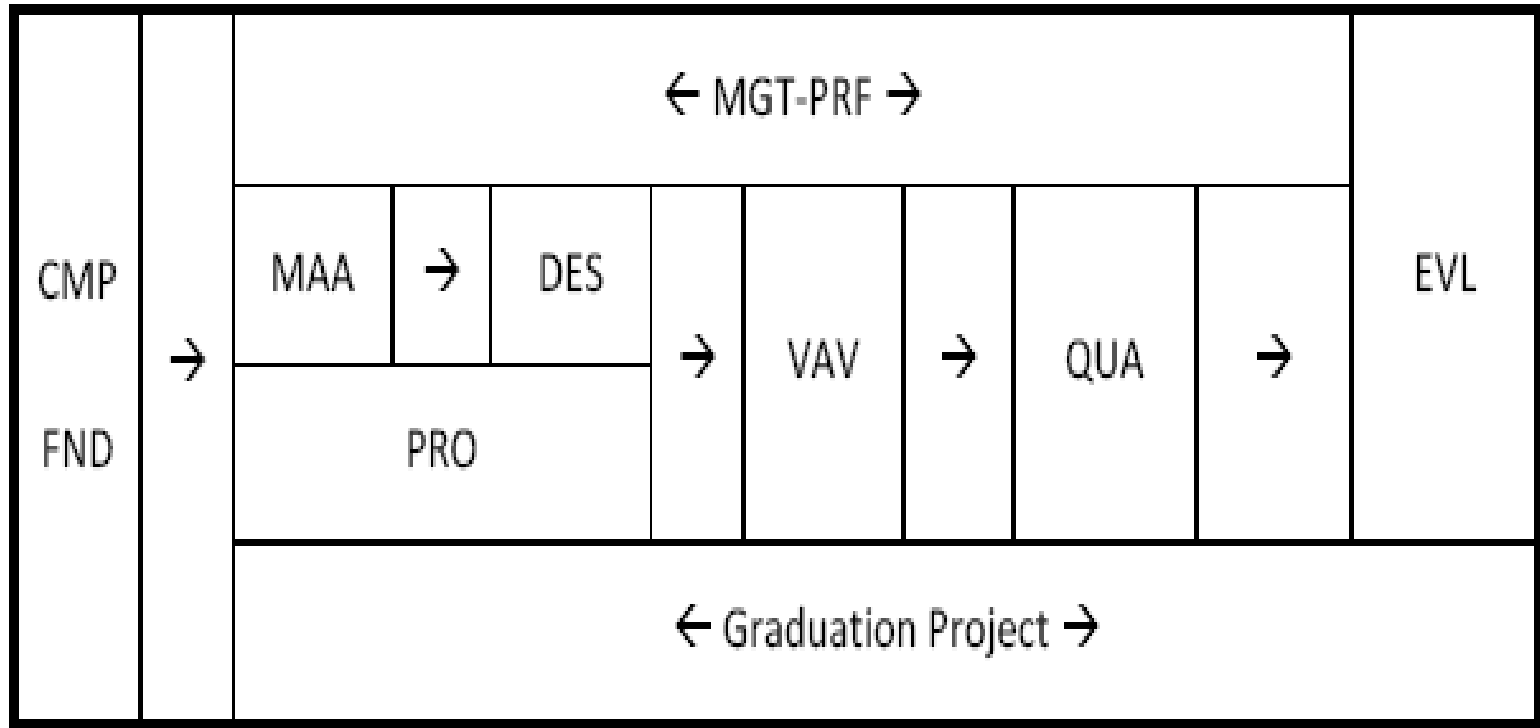 ← MGT-PRF →
CMP
FND
→
MAA
→
DES
PRO
→
VAV
→
QUA
→
EVL
← Graduation Project →